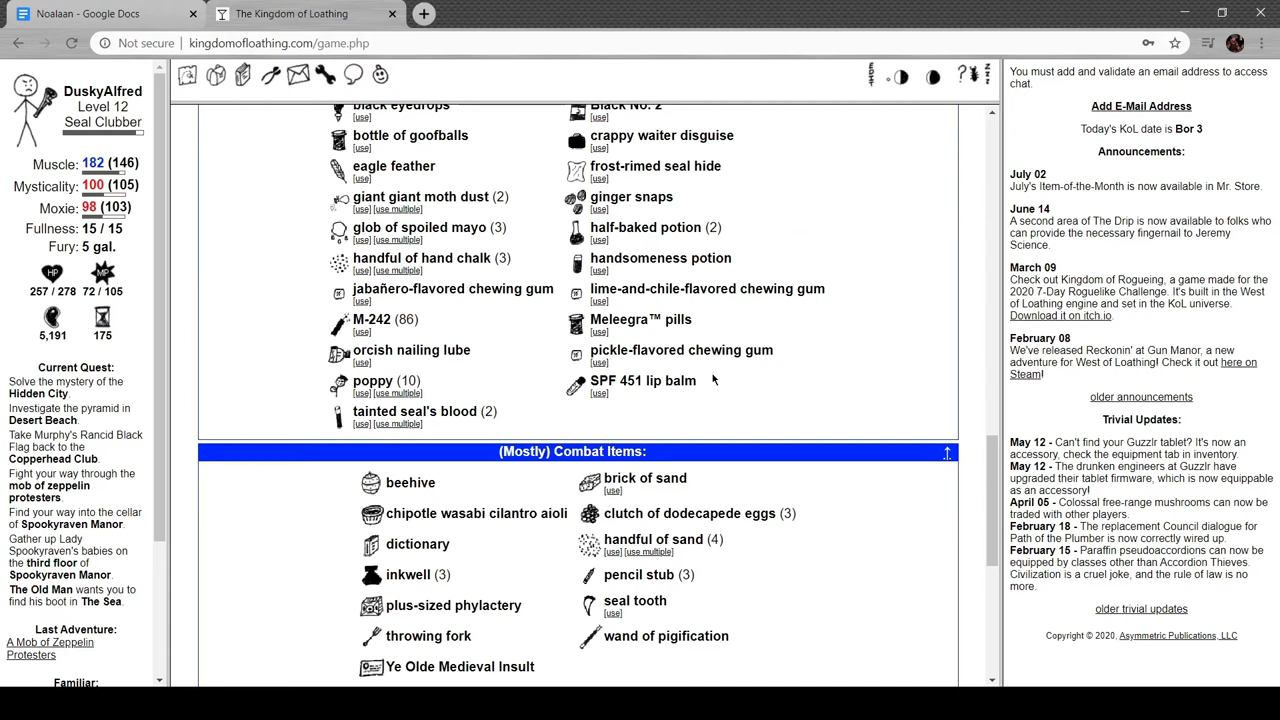 Noalaan - Google Docs
The Kingdom of Loathing
Not secure | kingdomofloathing.com/game.php
DuskyAlfred
Level 12
Seal Clubber
Muscle: 182 (146)
Mysticality: 100 (105)
Moxie: 98 (103)
Fullness: 15 / 15
Fury: 5 gal.
HP MP
257 / 278 72 / 105
5,191 175
Current Quest:
Solve the mystery of the
Hidden City.
Investigate the pyramid in
Desert Beach.
Take Murphy's Rancid Black
Flag back to the
Copperhead Club.
Fight your way through the
mob of zeppelin
protesters.
Find your way into the cellar
of Spookyraven Manor.
Gather up Lady
Spookyraven's babies on
the third floor of
Spookyraven Manor.
The Old Man wants you to
find his boot in The Sea.
Last Adventure:
A Mob of Zeppelin
Protesters
Familiar:
black eyedrops
[use]
Black No. 2
[use]
bottle of goofballs
[use]
crappy waiter disguise
[use]
eagle feather
[use]
frost-rimed seal hide
[use]
giant giant moth dust (2)
[use] [use multiple]
ginger snaps
[use]
glob of spoiled mayo (3)
[use] [use multiple]
half-baked potion (2)
[use]
handful of hand chalk (3)
[use] [use multiple]
handsomeness potion
[use]
jabañero-flavored chewing gum
[use]
lime-and-chile-flavored chewing gum
[use]
M-242 (86)
[use]
Meleegra™ pills
[use]
orcish nailing lube
[use]
pickle-flavored chewing gum
[use]
poppy (10)
[use] [use multiple]
SPF 451 lip balm
[use]
tainted seal's blood (2)
[use] [use multiple]
(Mostly) Combat Items:
beehive
brick of sand
[use]
chipotle wasabi cilantro aioli
clutch of dodecapede eggs (3)
dictionary
handful of sand (4)
[use] [use multiple]
inkwell (3)
pencil stub (3)
plus-sized phylactery
seal tooth
[use]
throwing fork
wand of pigification
Ye Olde Medieval Insult
You must add and validate an email address to access
chat.
Add E-Mail Address
Today's KoL date is Bor 3
Announcements:
July 02
July's Item-of-the-Month is now available in Mr. Store.
June 14
A second area of The Drip is now available to folks who
can provide the necessary fingernail to Jeremy
Science.
March 09
Check out Kingdom of Rogueing, a game made for the
2020 7-Day Roguelike Challenge. It's built in the West
of Loathing engine and set in the KoL universe.
Download it on itch.io.
February 08
We've released Reckonin' at Gun Manor, a new
adventure for West of Loathing! Check it out here on
Steam!
older announcements
Trivial Updates:
May 12 - Can't find your Guzzlr tablet? It's now an
accessory, check the equipment tab in inventory.
May 12 - The drunken engineers at Guzzlr have
upgraded their tablet firmware, which is now equippable
as an accessory!
April 05 - Colossal free-range mushrooms can now be
traded with other players.
February 18 - The replacement Council dialogue for
Path of the Plumber is now correctly wired up.
February 15 - Paraffin pseudoaccordions can now be
equipped by classes other than Accordion Thieves.
Civilization is a cruel joke, and the rule of law is no
more.
older trivial updates
Copyright © 2020, Asymmetric Publications, LLC